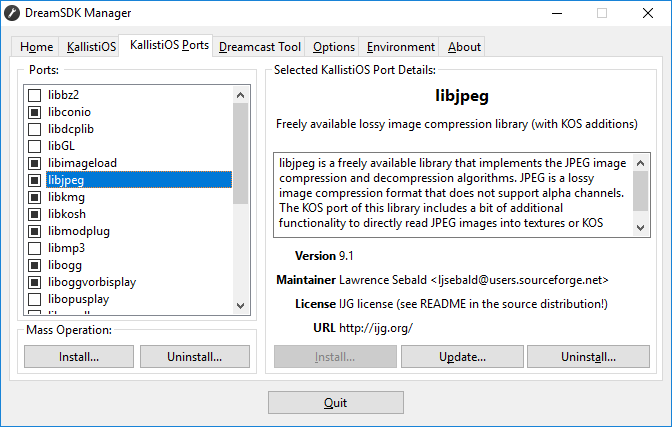 DreamSDK Manager
Home
KallistiOS
KallistiOS Ports
Dreamcast Tool
Options
Environment
About
Ports:
libbz2
libconio
libdcplib
libGL
libimageload
libjpeg
libkmg
libkosh
libmodplug
libmp3
libogg
liboggvorbisplay
libopusplay
Mass Operation:
Install...
Uninstall...
Selected KallistiOS Port Details:
libjpeg
Freely available lossy image compression library (with KOS additions)
libjpeg is a freely available library that implements the JPEG image
compression and decompression algorithms. JPEG is a lossy
image compression format that does not support alpha channels.
The KOS port of this library includes a bit of additional
functionality to directly read JPEG images into textures or KOS
Version 9.1
Maintainer Lawrence Sebald <ljsebald@users.sourceforge.net>
License IJG license (see README in the source distribution!)
URL http://ijg.org/
Install...
Update...
Uninstall...
Quit